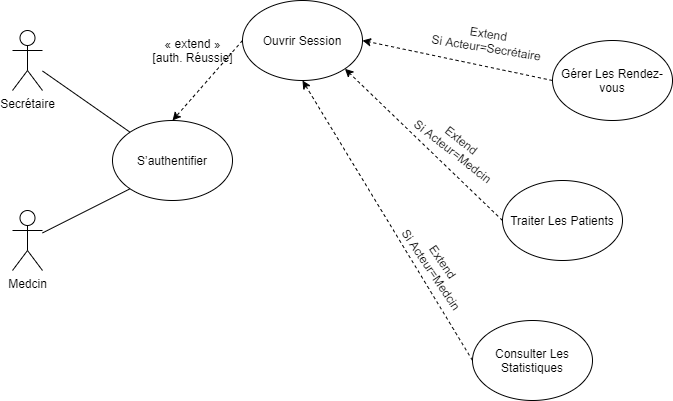 Secrétaire
Medcin
S'authentifier
« extend »
[auth. Réussie]
Ouvrir Session
Extend
Si Acteur=Secrétaire
Gérer Les Rendez-
vous
Extend
Si Acteur=Medcin
Traiter Les Patients
Extend
Si Acteur=Medcin
Consulter Les
Statistiques